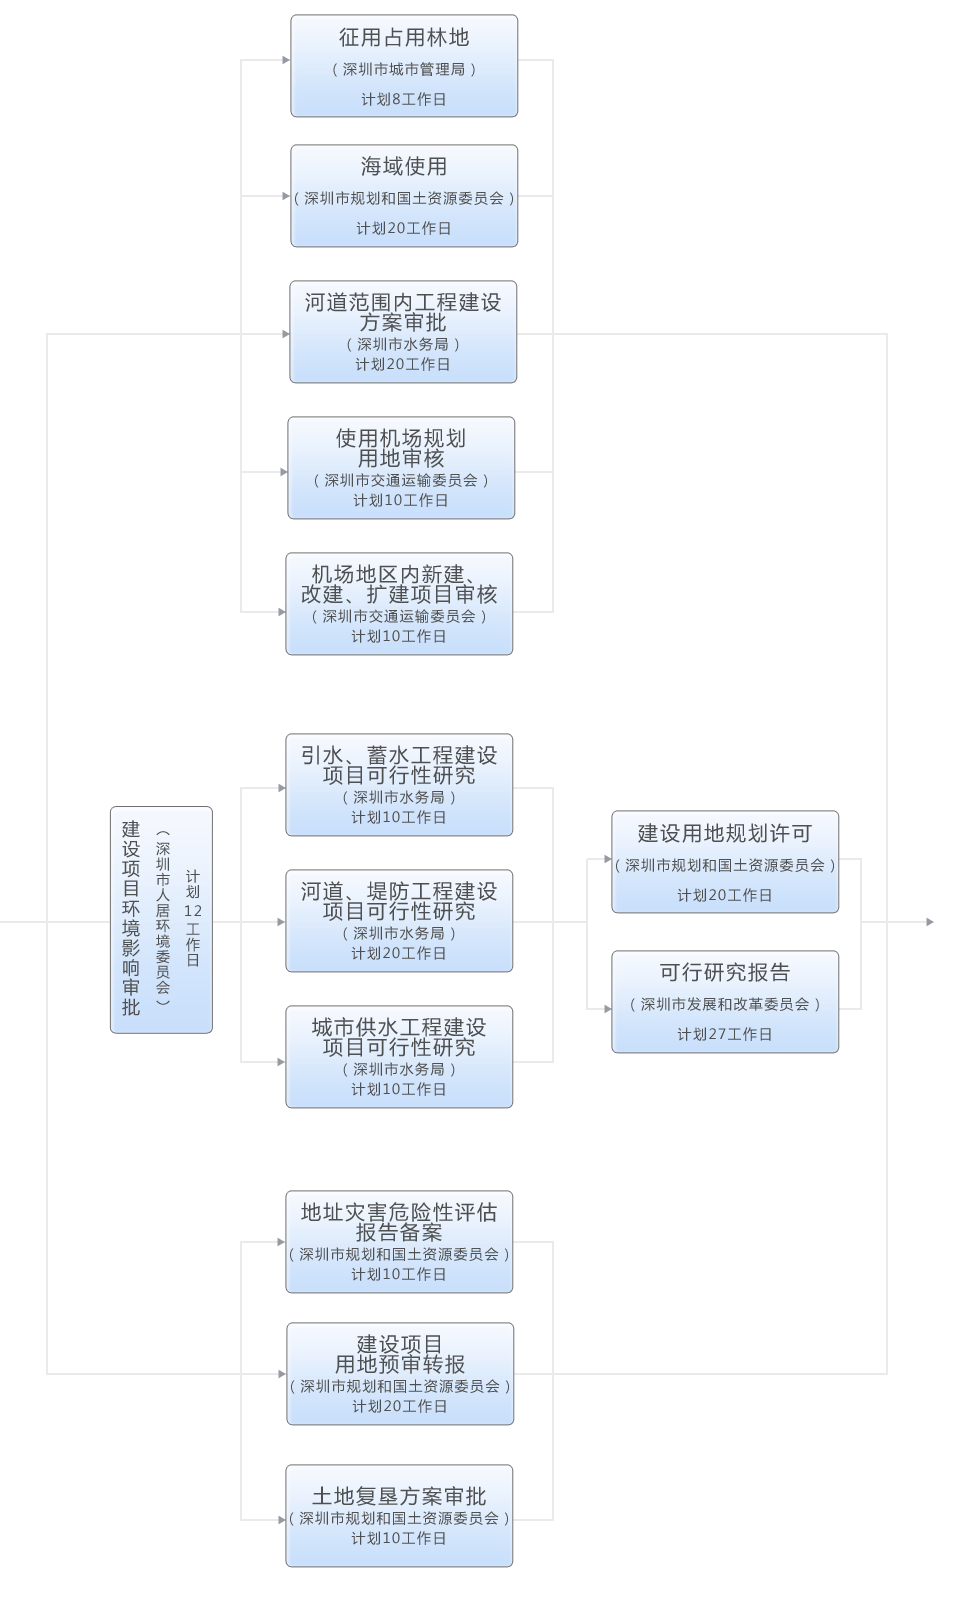 征用占用林地
（深圳市城市管理局）
计划8工作日
海域使用
（深圳市规划和国土资源委员会）
计划20工作日
河道范围内工程建设
方案审批
（深圳市水务局）
计划20工作日
使用机场规划
用地审核
（深圳市交通运输委员会）
计划10工作日
机场地区内新建、
改建、扩建项目审核
（深圳市交通运输委员会）
计划10工作日
建设项目环境影响审批
（深圳市人居环境委员会）
计划12工作日
引水、蓄水工程建设
项目可行性研究
（深圳市水务局）
计划10工作日
河道、堤防工程建设
项目可行性研究
（深圳市水务局）
计划20工作日
城市供水工程建设
项目可行性研究
（深圳市水务局）
计划10工作日
建设用地规划许可
（深圳市规划和国土资源委员会）
计划20工作日
可行研究报告
（深圳市发展和改革委员会）
计划27工作日
地址灾害危险性评估
报告备案
（深圳市规划和国土资源委员会）
计划10工作日
建设项目
用地预审转报
（深圳市规划和国土资源委员会）
计划20工作日
土地复垦方案审批
（深圳市规划和国土资源委员会）
计划10工作日